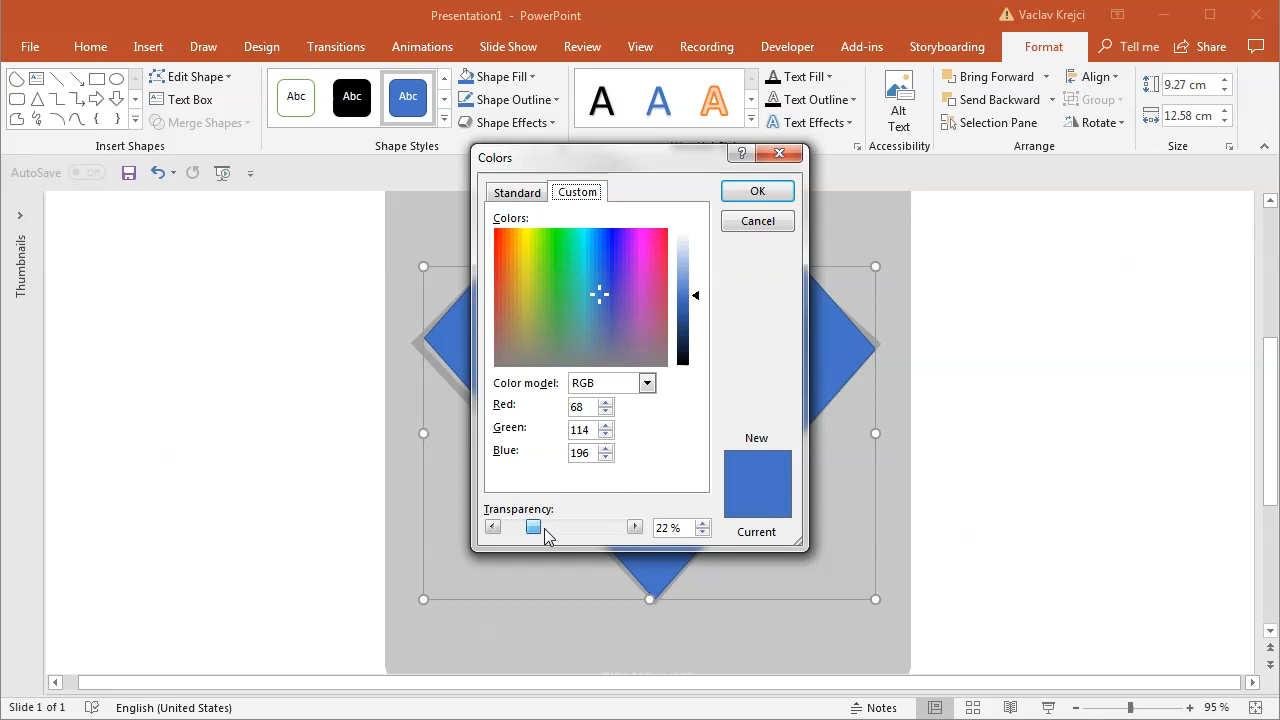 Presentation1 - PowerPoint
Vaclav Krejci
File Home Insert Draw Design Transitions Animations Slide Show Review View Recording Developer Add-ins Storyboarding Format Tell me Share
Edit Shape
Text Box
Merge Shapes
Insert Shapes
Abc Abc Abc
Shape Fill
Shape Outline
Shape Effects
Shape Styles
A A A
Text Fill
Text Outline
Text Effects
Alt
Text
Accessibility
Bring Forward
Send Backward
Selection Pane
Align
Group
Rotate
Arrange
9.27 cm
12.58 cm
Size
AutoSave Off
Thumbnails
Colors
Standard Custom
OK
Cancel
Colors:
Color model: RGB
Red: 68
Green: 114
Blue: 196
Transparency:
22 %
New
Current
Slide 1 of 1
English (United States)
Notes
95 %